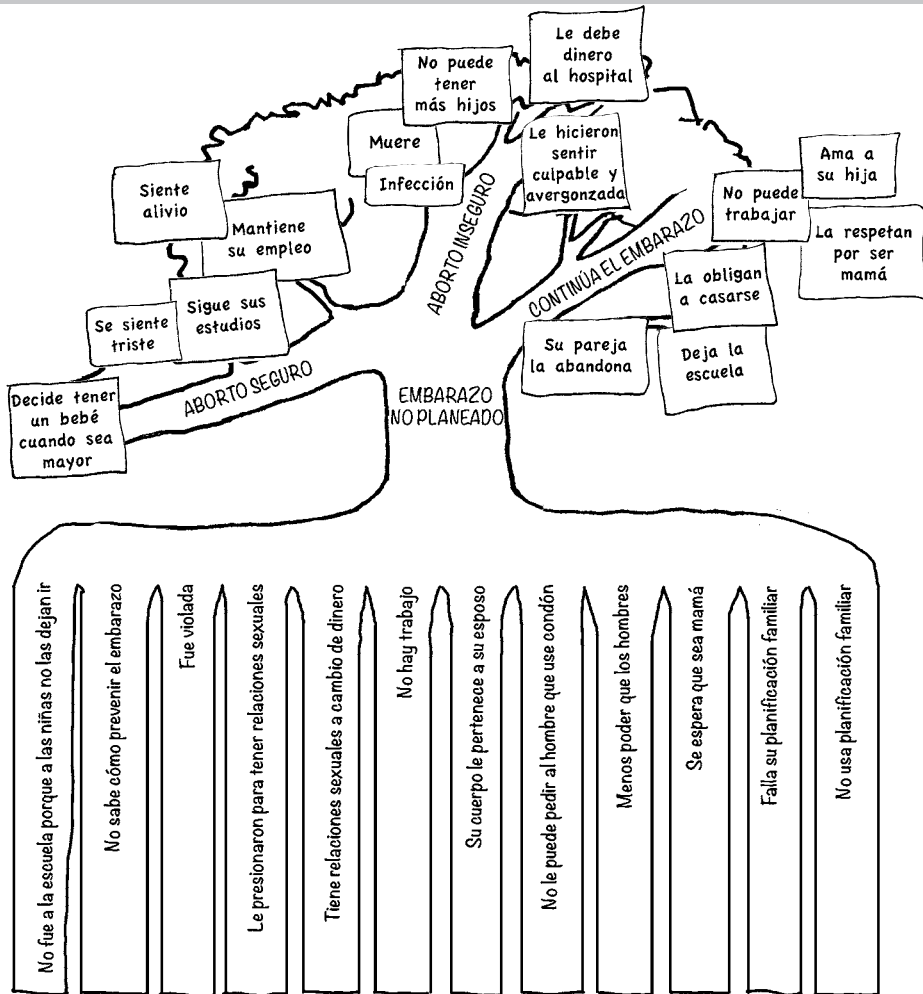 Le debe
dinero
al hospital
No puede
tener
más hijos
Muere
Infección
Le hicieron
sentir
culpable y
avergonzada
Siente
alivio
Mantiene
su empleo
Sigue sus
estudios
Se siente
triste
Decide tener
un bebé
cuando sea
mayor
Ama a
su hija
No puede
trabajar
La respetan
por ser
mamá
La obligan
a casarse
Su pareja
la abandona
Deja la
escuela
ABORTO SEGURO
ABORTO INSEGURO
CONTINÚA EL EMBARAZO
EMBARAZO
NO PLANEADO
No fue a la escuela porque a las niñas no las dejan ir
No sabe cómo prevenir el embarazo
Fue violada
Le presionaron para tener relaciones sexuales
Tiene relaciones sexuales a cambio de dinero
No hay trabajo
Su cuerpo le pertenece a su esposo
No le puede pedir al hombre que use condón
Menos poder que los hombres
Se espera que sea mamá
Falla su planificación familiar
No usa planificación familiar